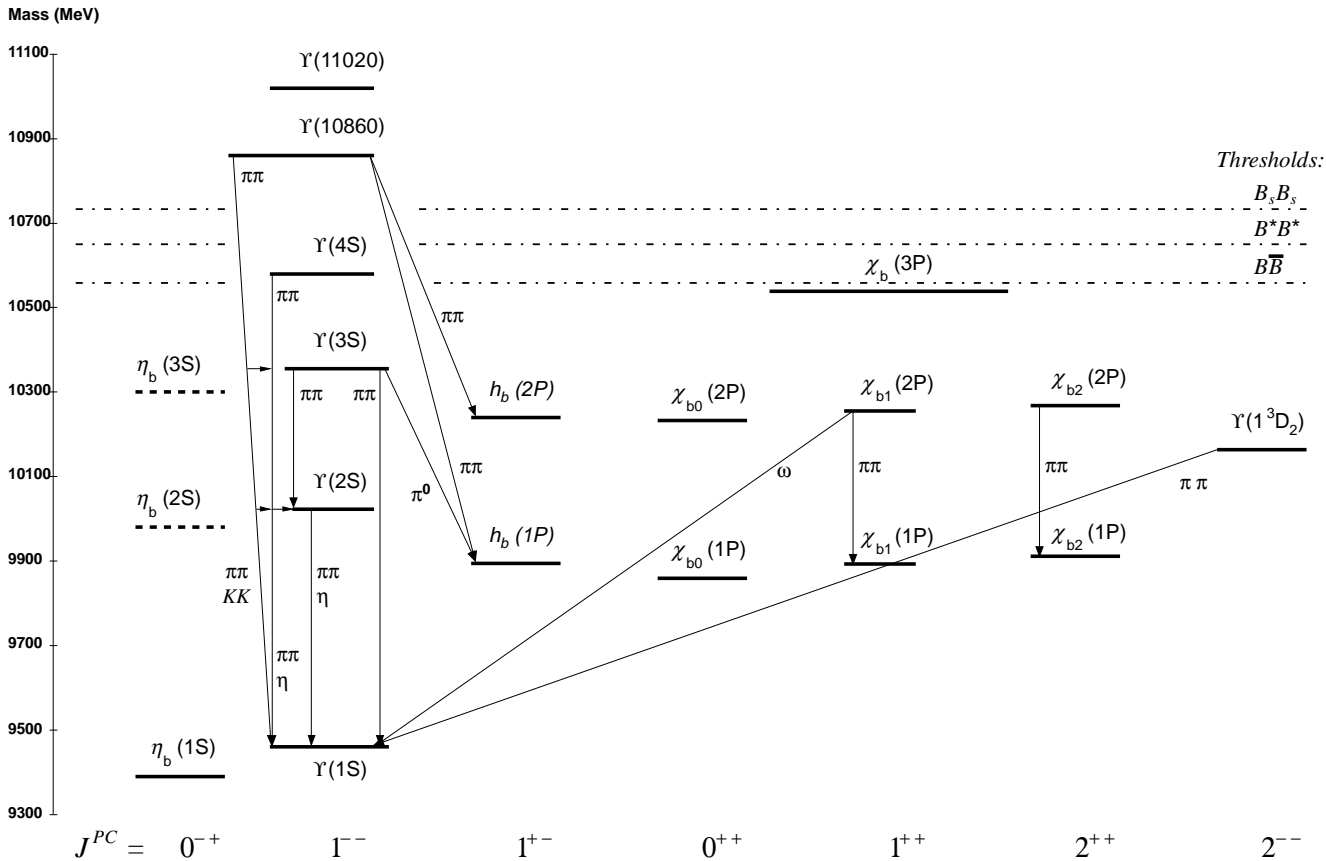 Mass (MeV)
11100
ϒ(11020)
10900
ϒ(10860)
Thresholds:
ππ
B_sB_s
10700
B*B*
ϒ(4S)
χ_b (3P)
BB̅
ππ
10500
ππ
ϒ(3S)
η_b (3S)
10300
ππ ππ
h_b (2P)
χ_b0 (2P)
χ_b1 (2P)
χ_b2 (2P)
ϒ(1³D₂)
10100
ϒ(2S)
η_b (2S)
ππ
π⁰
ω
ππ
ππ
π π
9900
h_b (1P)
χ_b0 (1P)
χ_b1 (1P)
χ_b2 (1P)
ππ
KK
ππ
η
9700
ππ
η
9500
η_b (1S)
ϒ(1S)
9300
J^PC = 0⁻⁺ 1⁻⁻ 1⁺⁻ 0⁺⁺ 1⁺⁺ 2⁺⁺ 2⁻⁻